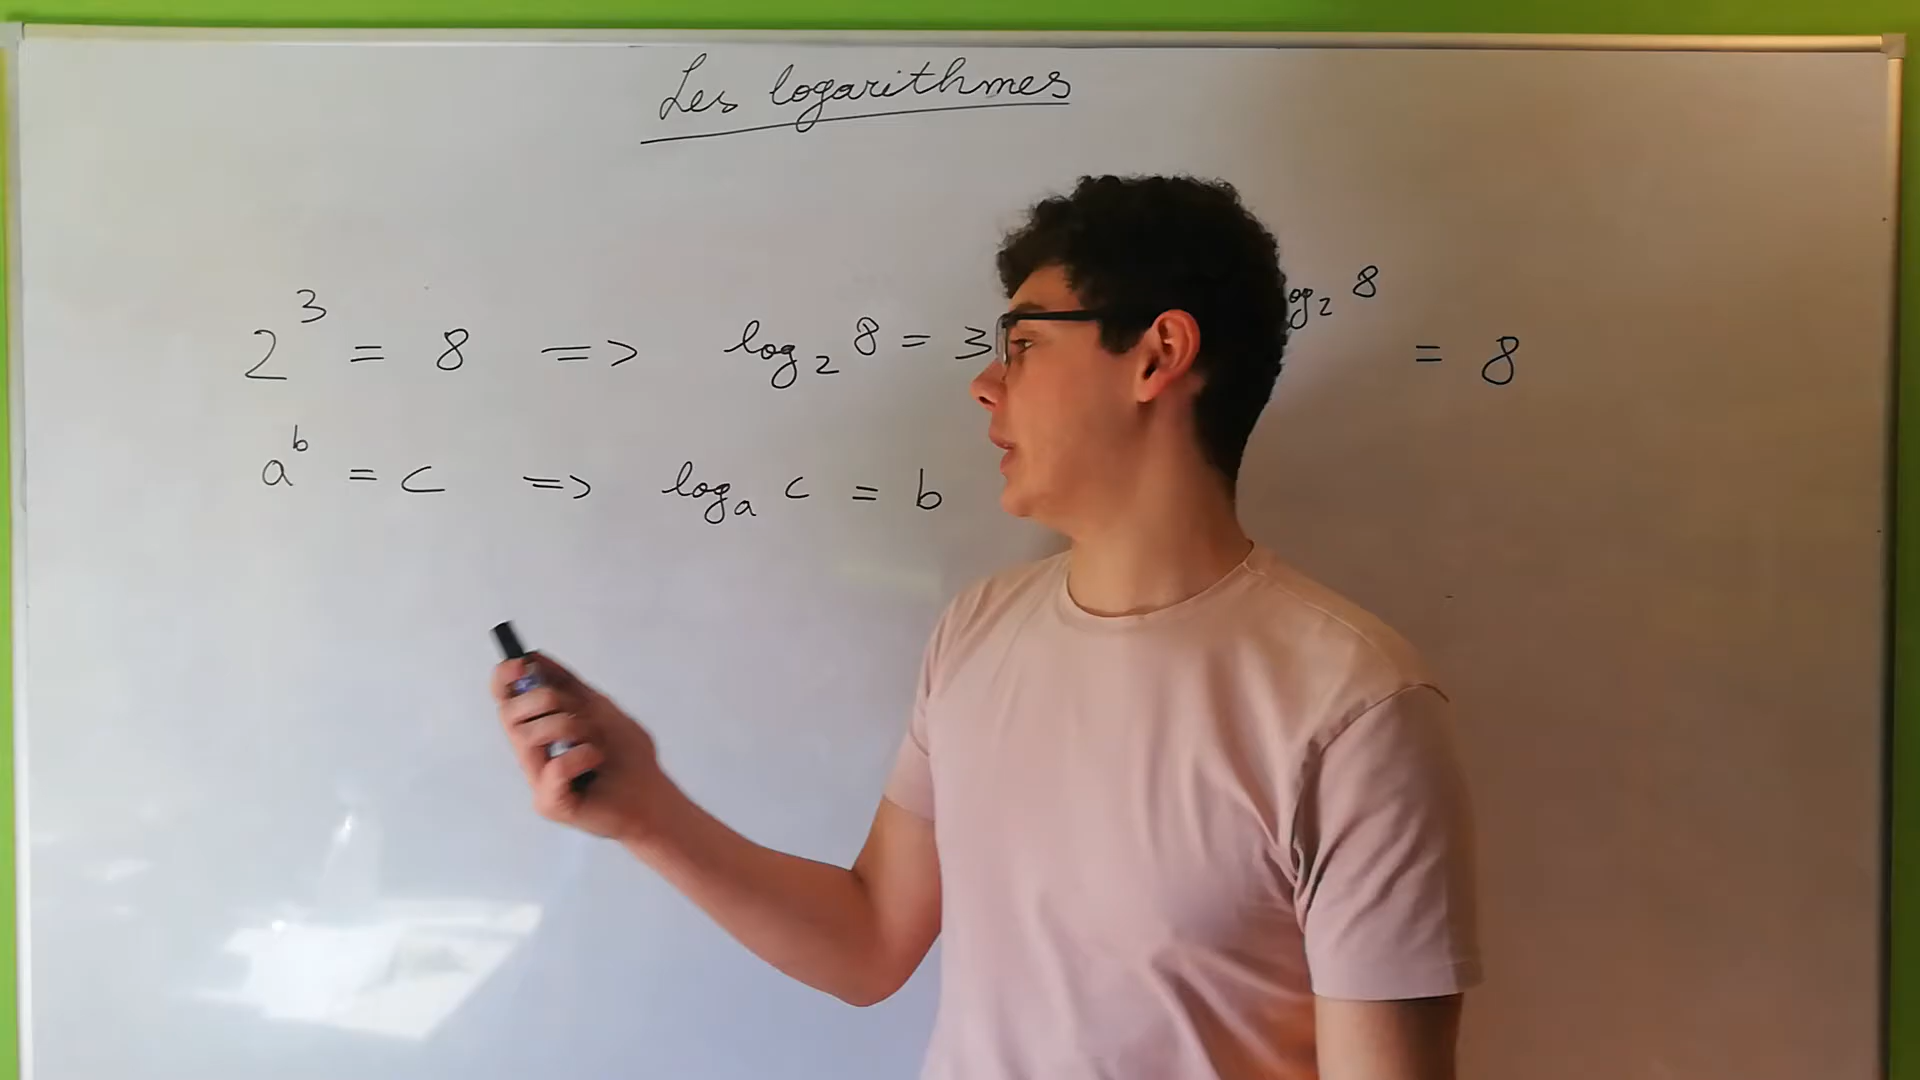 Les logarithmes
2³ = 8 => log₂ 8 = 3 og₂ 8 = 8
aᵇ = c => logₐ c = b